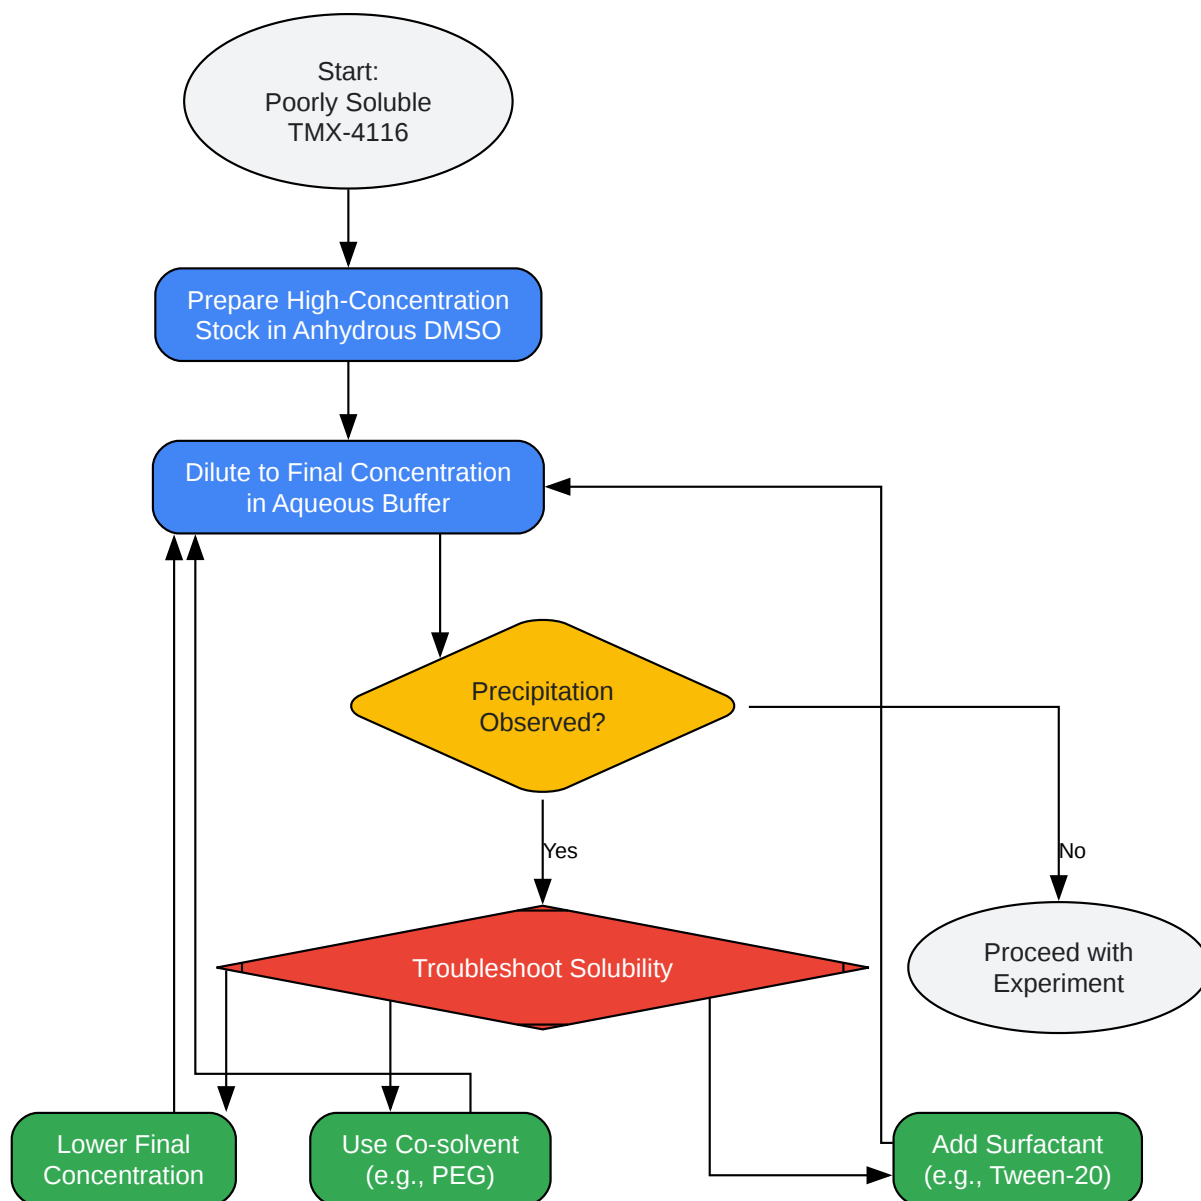 Start:
Poorly Soluble
TMX-4116
Prepare High-Concentration
Stock in Anhydrous DMSO
Dilute to Final Concentration
in Aqueous Buffer
Precipitation
Observed?
Yes
No
Troubleshoot Solubility
Proceed with
Experiment
Lower Final
Concentration
Use Co-solvent
(e.g., PEG)
Add Surfactant
(e.g., Tween-20)